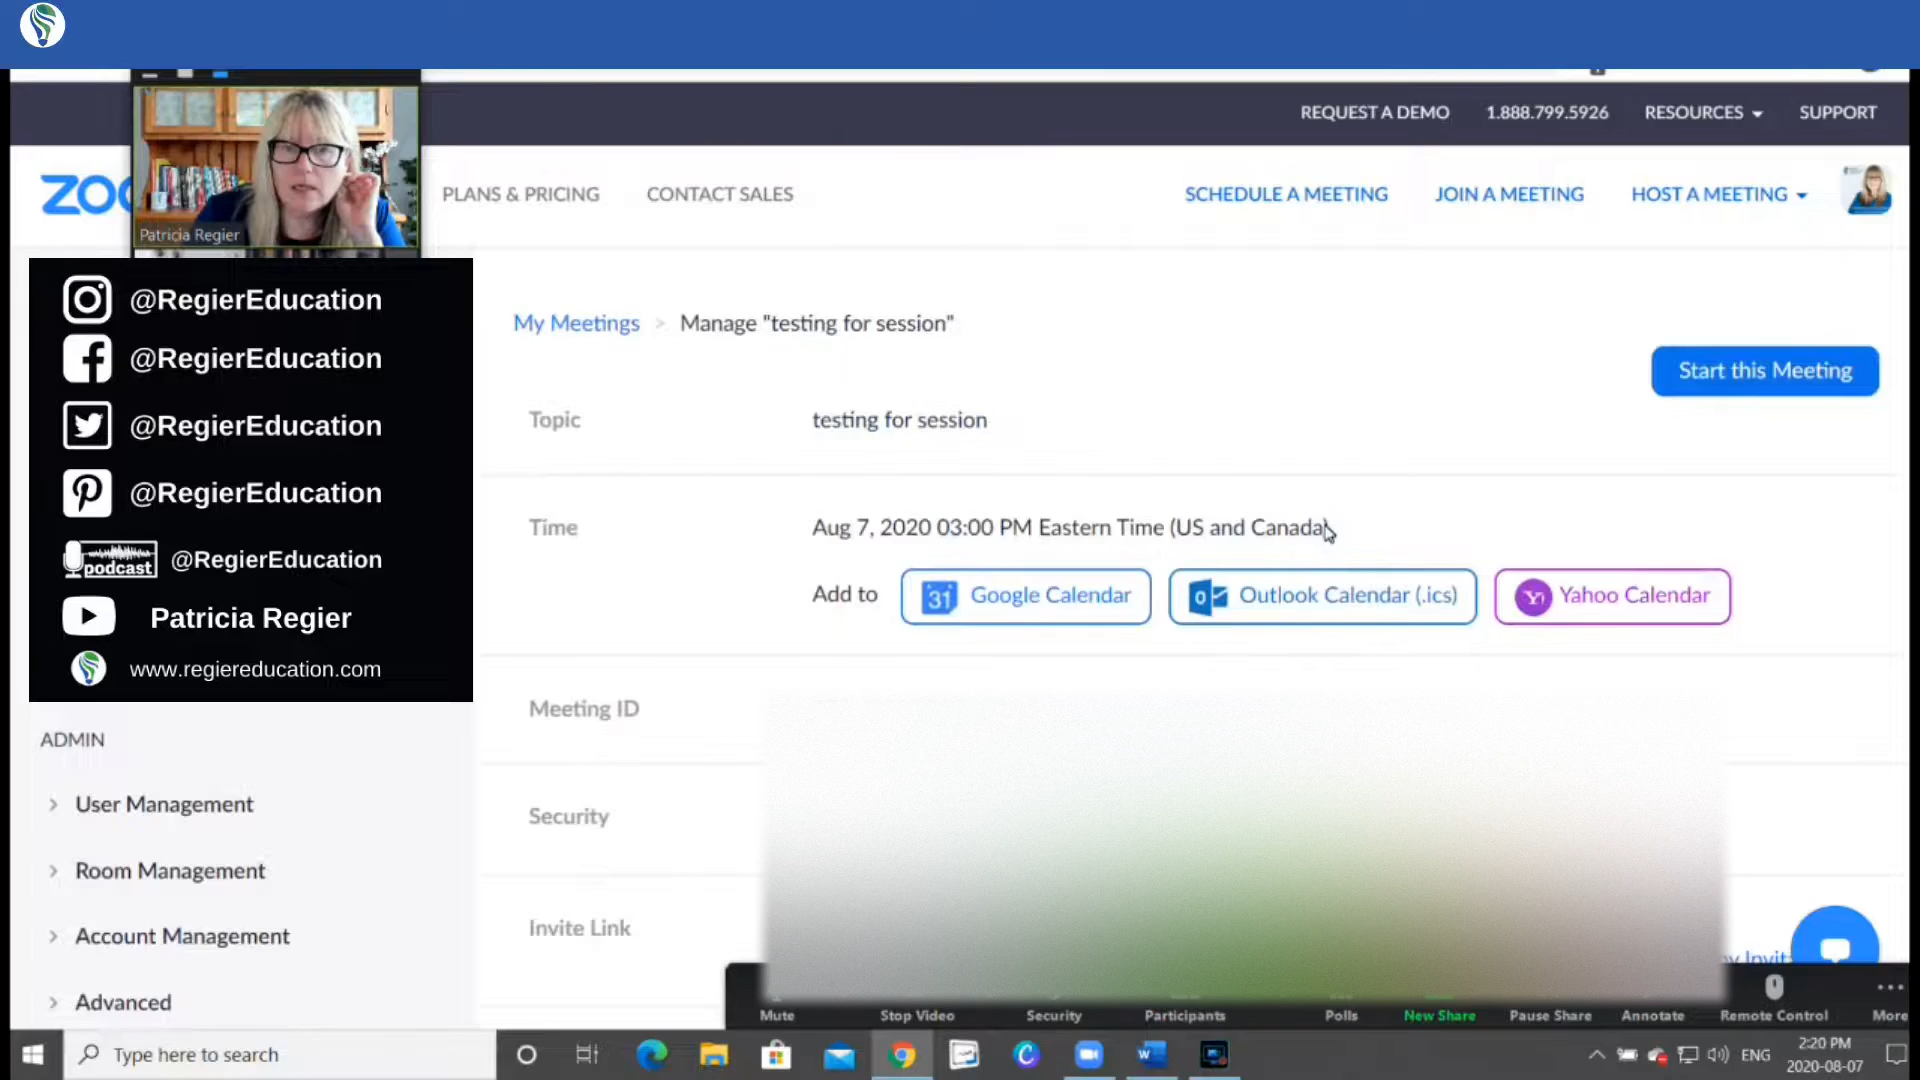 REQUEST A DEMO 1.888.799.5926 RESOURCES SUPPORT
ZOO
PLANS & PRICING CONTACT SALES SCHEDULE A MEETING JOIN A MEETING HOST A MEETING
Patricia Regier
@RegierEducation
@RegierEducation
@RegierEducation
@RegierEducation
podcast @RegierEducation
Patricia Regier
www.regiereducation.com
ADMIN
User Management
Room Management
Account Management
Advanced
My Meetings > Manage "testing for session"
Start this Meeting
Topic testing for session
Time Aug 7, 2020 03:00 PM Eastern Time (US and Canada)
Add to 31 Google Calendar Outlook Calendar (.ics) Yahoo Calendar
Meeting ID
Security
Invite Link
Mute Stop Video Security Participants Polls New Share Pause Share Annotate Remote Control More
Type here to search
ENG
2:20 PM
2020-08-07